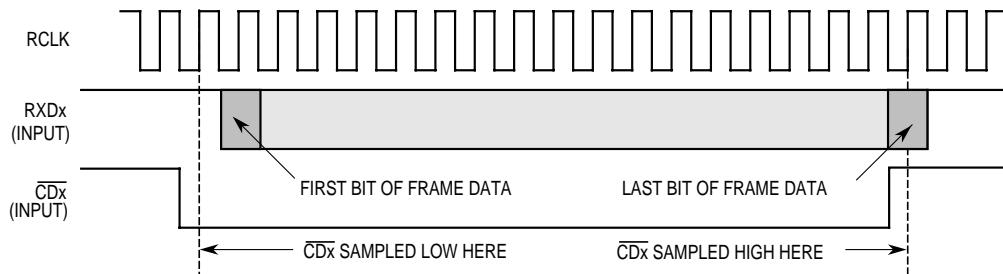 RCLK
RXDx
(INPUT)
FIRST BIT OF FRAME DATA
LAST BIT OF FRAME DATA
CDx
(INPUT)
CDx SAMPLED LOW HERE
CDx SAMPLED HIGH HERE